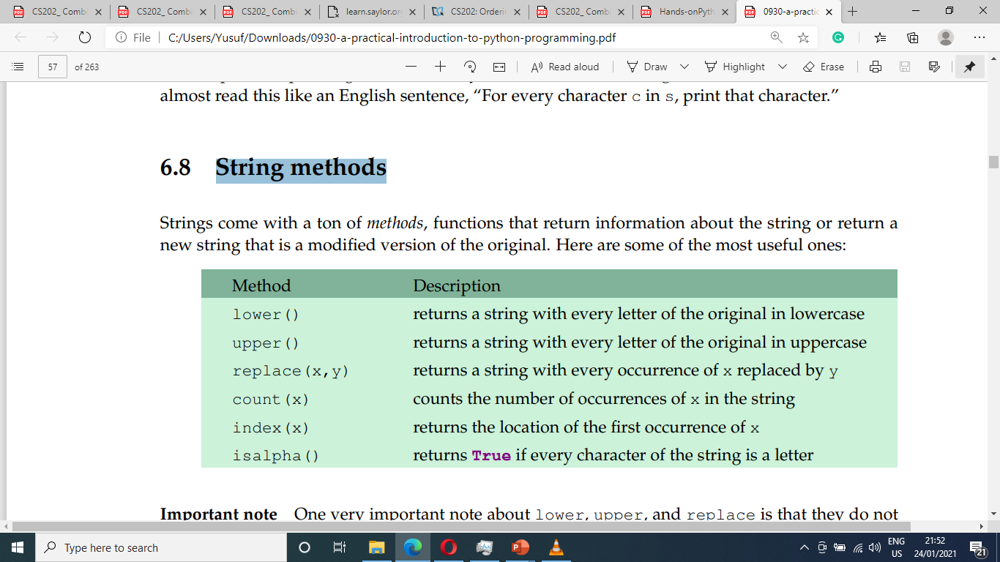 CS202_ Combi
CS202_ Combi
CS202_ Combi
learn.saylor.or
CS202: Orderin
CS202_ Combi
Hands-onPyth
0930-a-practic
File
C:/Users/Yusuf/Downloads/0930-a-practical-introduction-to-python-programming.pdf
57 of 263
Read aloud
Draw
Highlight
Erase
almost read this like an English sentence, “For every character c in s, print that character.”
6.8 String methods
Strings come with a ton of methods, functions that return information about the string or return a
new string that is a modified version of the original. Here are some of the most useful ones:
Method Description
lower() returns a string with every letter of the original in lowercase
upper() returns a string with every letter of the original in uppercase
replace(x,y) returns a string with every occurrence of x replaced by y
count(x) counts the number of occurrences of x in the string
index(x) returns the location of the first occurrence of x
isalpha() returns True if every character of the string is a letter
Important note One very important note about lower, upper, and replace is that they do not
Type here to search
ENG
US
21:52
24/01/2021
21